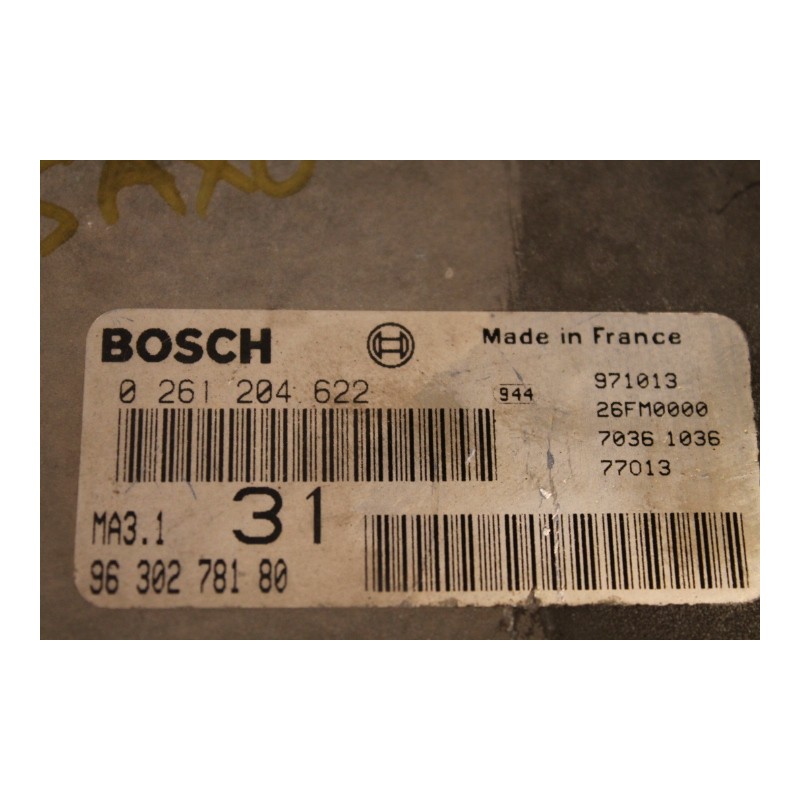 SAXO
BOSCH Made in France
0 261 204 622 944 971013
26FM0000
7036 1036
77013
MA3.1 31
96 302 781 80